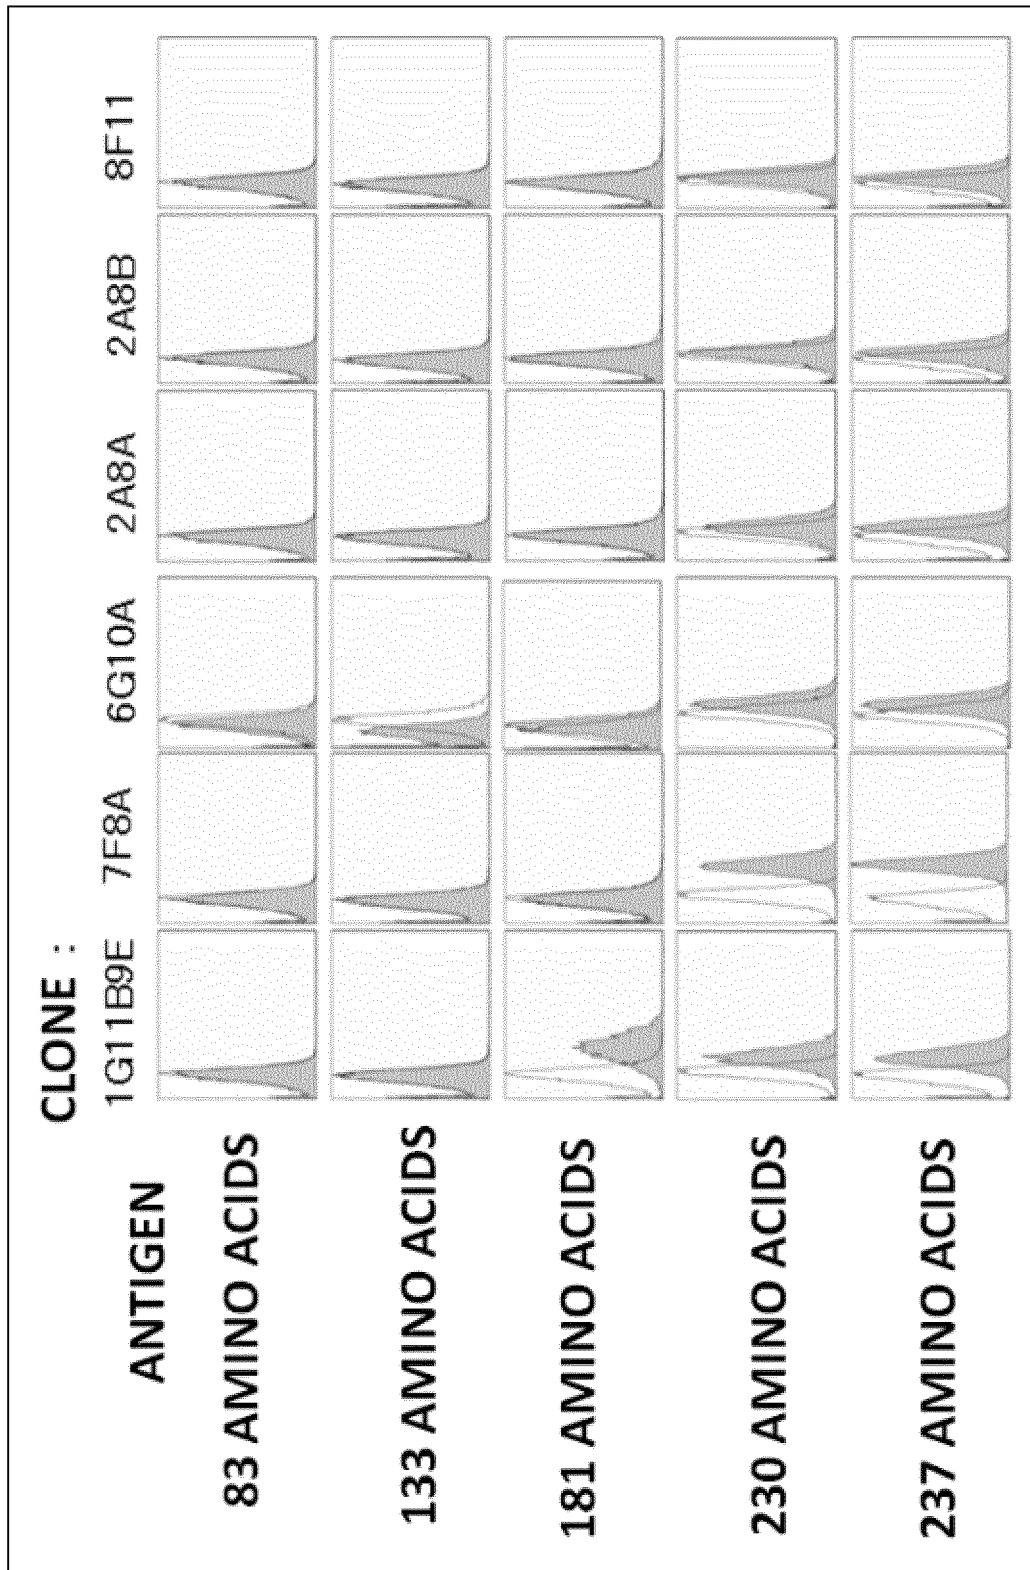 CLONE :
1G11B9E 7F8A 6G10A 2A8A 2A8B 8F11
ANTIGEN
83 AMINO ACIDS
133 AMINO ACIDS
181 AMINO ACIDS
230 AMINO ACIDS
237 AMINO ACIDS